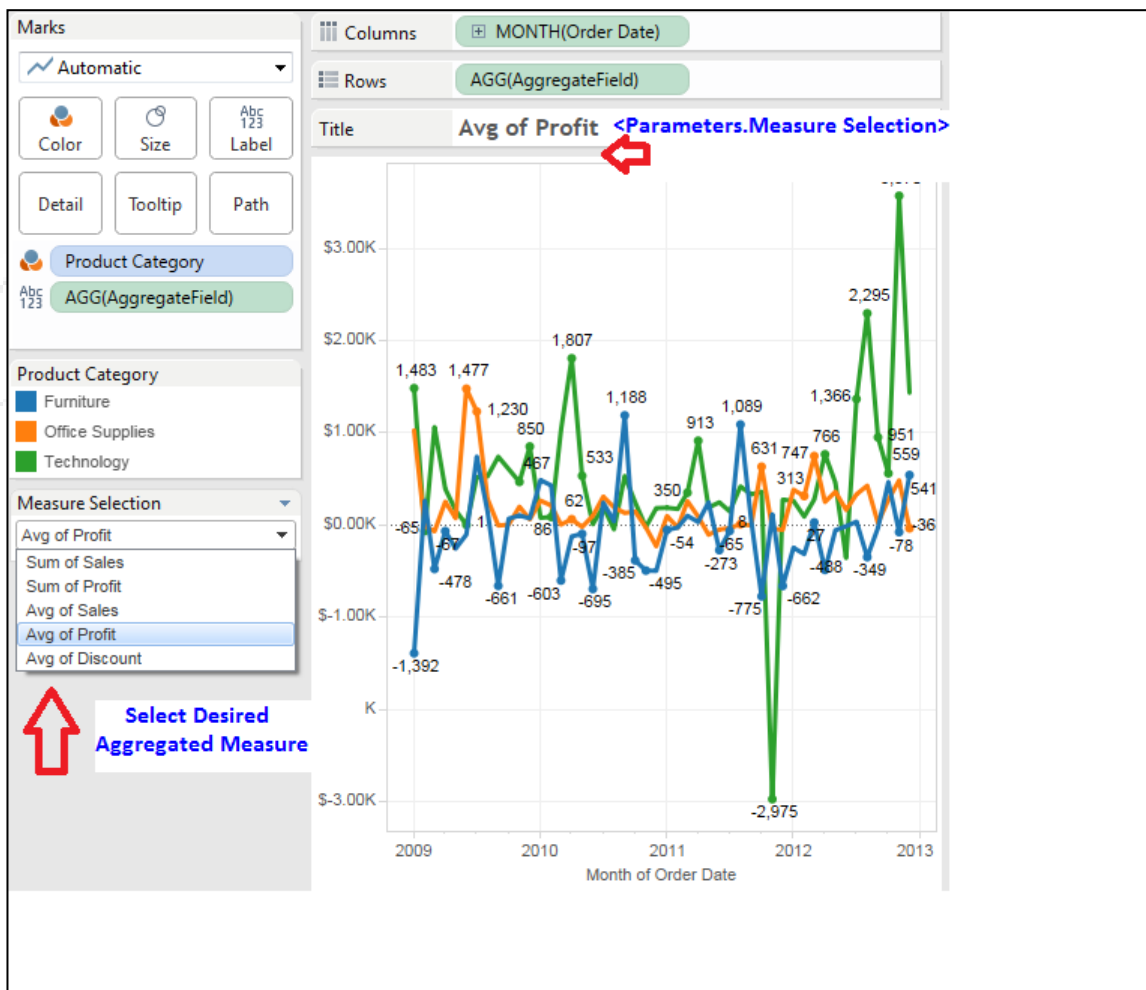 Marks
Automatic
Color
Size
Abc
123
Label
Detail
Tooltip
Path
Product Category
Abc
123
AGG(AggregateField)
Product Category
Furniture
Office Supplies
Technology
Measure Selection
Avg of Profit
Sum of Sales
Sum of Profit
Avg of Sales
Avg of Profit
Avg of Discount
Select Desired
Aggregated Measure
Columns
MONTH(Order Date)
Rows
AGG(AggregateField)
Title
Avg of Profit <Parameters.Measure Selection>
$3.00K
2,295
$2.00K
1,807
1,483
1,477
1,366
1,230
1,188
1,089
$1.00K
850
913
951
467
533
631
747
766
559
350
313
541
62
$0.00K
-65
-67
1
86
-97
-54
-65
8
27
-36
-78
-478
-661
-603
-695
-385
-495
-273
-775
-662
-488
-349
$-1.00K
-1,392
K
$-3.00K
-2,975
2009 2010 2011 2012 2013
Month of Order Date